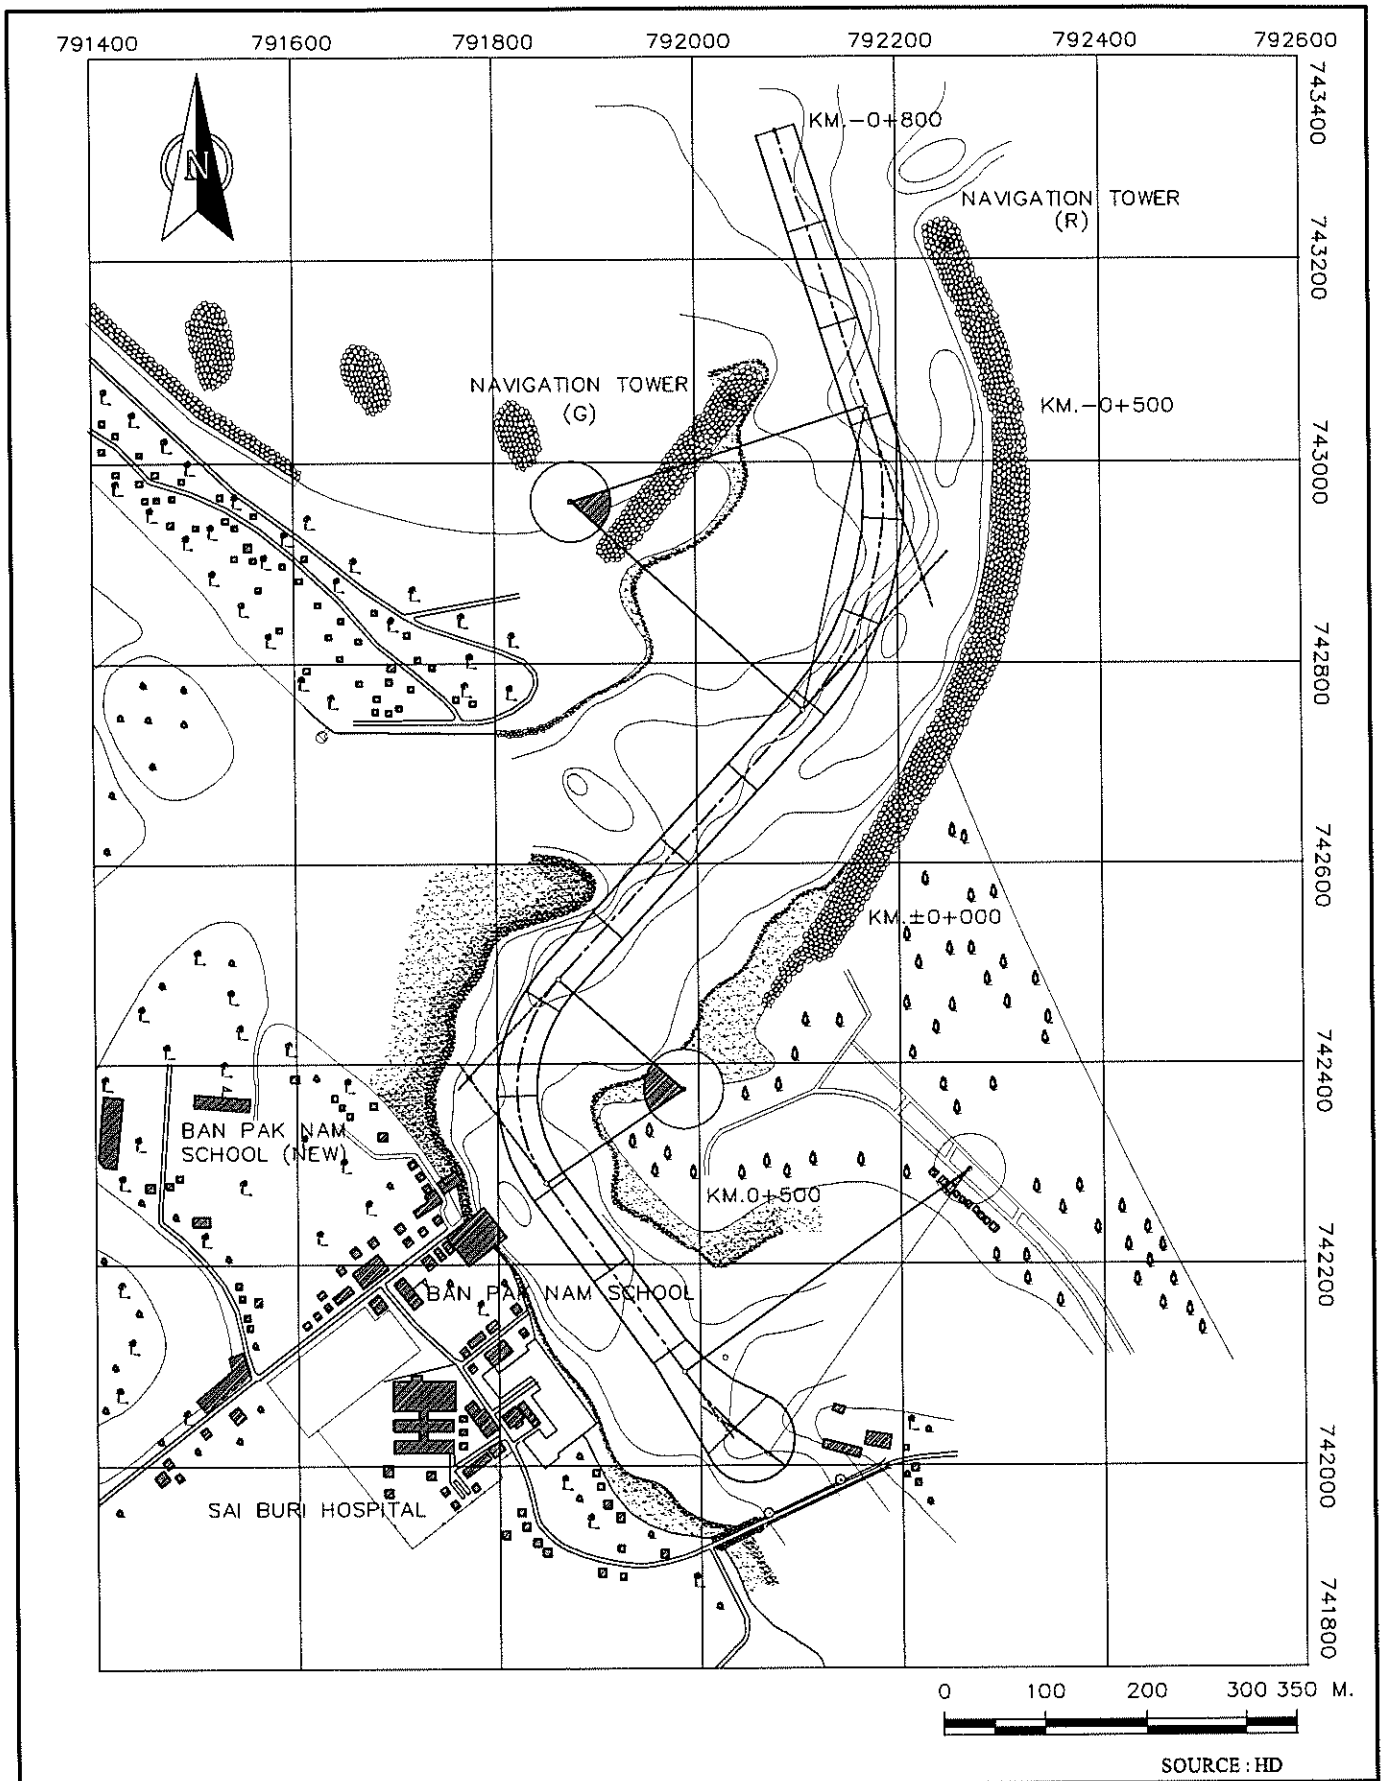 791400 791600 791800 792000 792200 792400 792600
743400
KM.-0+800
N
NAVIGATION TOWER
(R)
743200
NAVIGATION TOWER
(G)
KM.-0+500
743000
742800
742600
KM.±0+000
742400
BAN PAK NAM
SCHOOL (NEW)
KM.0+500
742200
BAN PAK NAM SCHOOL
742000
SAI BURI HOSPITAL
741800
0 100 200 300 350 M.
SOURCE : HD